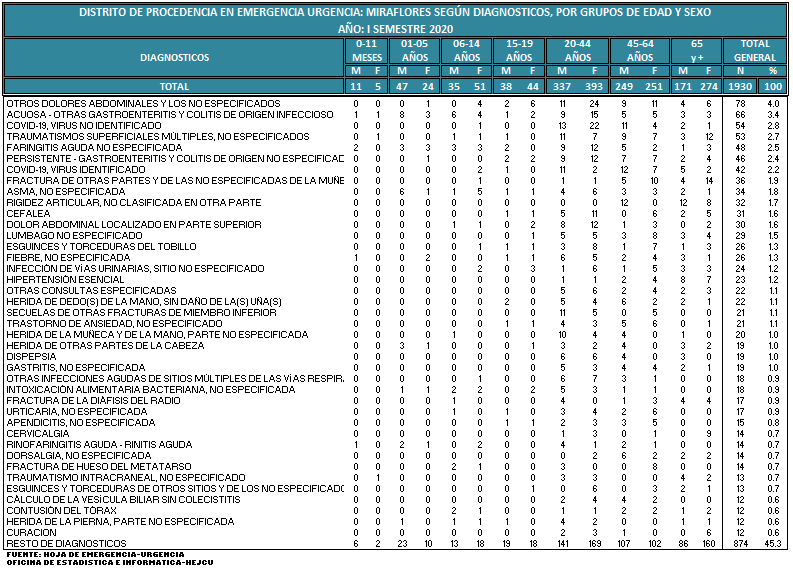 DISTRITO DE PROCEDENCIA EN EMERGENCIA URGENCIA: MIRAFLORES SEGÚN DIAGNOSTICOS, POR GRUPOS DE EDAD Y SEXO
AÑO: I SEMESTRE 2020
DIAGNOSTICOS 0-11 MESES 01-05 AÑOS 06-14 AÑOS 15-19 AÑOS 20-44 AÑOS 45-64 AÑOS 65 y + TOTAL GENERAL
M F M F M F M F M F M F M F N %
TOTAL 11 5 47 24 35 51 38 44 337 393 249 251 171 274 1930 100
OTROS DOLORES ABDOMINALES Y LOS NO ESPECIFICADOS 0 0 0 1 0 4 2 6 11 24 9 11 4 6 78 4.0
ACUOSA - OTRAS GASTROENTERITIS Y COLITIS DE ORIGEN INFECCIOSO 1 1 8 3 6 4 1 2 9 15 5 5 3 3 66 3.4
COVID-19, VIRUS NO IDENTIFICADO 0 0 0 0 0 0 0 1 13 22 11 4 2 1 54 2.8
TRAUMATISMOS SUPERFICIALES MÚLTIPLES, NO ESPECIFICADOS 0 1 0 0 0 1 1 0 11 7 9 7 3 12 53 2.7
FARINGITIS AGUDA NO ESPECIFICADA 2 0 3 3 3 3 2 0 9 12 5 2 1 3 48 2.5
PERSISTENTE - GASTROENTERITIS Y COLITIS DE ORIGEN NO ESPECIFICAD 0 0 0 1 0 0 2 2 9 12 7 7 2 4 46 2.4
COVID-19, VIRUS IDENTIFICADO 0 0 0 0 0 2 1 0 11 2 12 7 5 2 42 2.2
FRACTURA DE OTRAS PARTES Y DE LAS NO ESPECIFICADAS DE LA MUÑE 0 0 0 0 1 0 0 0 1 1 5 10 4 14 36 1.9
ASMA, NO ESPECIFICADA 0 0 6 1 1 5 1 1 4 6 3 3 2 1 34 1.8
RIGIDEZ ARTICULAR, NO CLASIFICADA EN OTRA PARTE 0 0 0 0 0 0 0 0 0 0 12 0 12 8 32 1.7
CEFALEA 0 0 0 0 0 0 1 1 5 11 0 6 2 5 31 1.6
DOLOR ABDOMINAL LOCALIZADO EN PARTE SUPERIOR 0 0 0 0 1 1 0 2 8 12 1 3 0 2 30 1.6
LUMBAGO NO ESPECIFICADO 0 0 0 0 0 0 0 1 5 5 3 8 3 4 29 1.5
ESGUINCES Y TORCEDURAS DEL TOBILLO 0 0 0 0 0 1 1 1 3 8 1 7 1 3 26 1.3
FIEBRE, NO ESPECIFICADA 1 0 0 2 0 0 1 1 6 5 2 4 3 1 26 1.3
INFECCIÓN DE VÍAS URINARIAS, SITIO NO ESPECIFICADO 0 0 0 0 0 2 0 3 1 6 1 5 3 3 24 1.2
HIPERTENSIÓN ESENCIAL 0 0 0 0 0 0 0 0 1 1 2 4 8 7 23 1.2
OTRAS CONSULTAS ESPECIFICADAS 0 0 0 0 0 0 0 0 5 6 2 4 2 3 22 1.1
HERIDA DE DEDO(S) DE LA MANO, SIN DAÑO DE LA(S) UÑA(S) 0 0 0 0 0 0 2 0 5 4 6 2 2 1 22 1.1
SECUELAS DE OTRAS FRACTURAS DE MIEMBRO INFERIOR 0 0 0 0 0 0 0 0 11 5 0 5 0 0 21 1.1
TRASTORNO DE ANSIEDAD, NO ESPECIFICADO 0 0 0 0 0 0 1 1 4 3 5 6 0 1 21 1.1
HERIDA DE LA MUÑECA Y DE LA MANO, PARTE NO ESPECIFICADA 0 0 0 0 1 0 0 0 10 4 4 0 1 0 20 1.0
HERIDA DE OTRAS PARTES DE LA CABEZA 0 0 3 1 0 0 1 0 3 2 4 0 3 2 19 1.0
DISPEPSIA 0 0 0 0 0 0 0 0 6 6 4 0 3 0 19 1.0
GASTRITIS, NO ESPECIFICADA 0 0 0 0 0 0 0 0 5 3 4 4 2 1 19 1.0
OTRAS INFECCIONES AGUDAS DE SITIOS MÚLTIPLES DE LAS VÍAS RESPIRA 0 0 0 0 0 1 0 0 6 7 3 1 0 0 18 0.9
INTOXICACIÓN ALIMENTARIA BACTERIANA, NO ESPECIFICADA 0 0 1 1 2 2 0 2 5 3 1 1 0 0 18 0.9
FRACTURA DE LA DIÁFISIS DEL RADIO 0 0 0 0 1 0 0 0 4 0 1 3 4 4 17 0.9
URTICARIA, NO ESPECIFICADA 0 0 0 0 1 0 1 0 3 4 2 6 0 0 17 0.9
APENDICITIS, NO ESPECIFICADA 0 0 0 0 0 0 1 1 2 3 3 5 0 0 15 0.8
CERVICALGIA 0 0 0 0 0 0 0 0 1 3 0 1 0 9 14 0.7
RINOFARINGITIS AGUDA - RINITIS AGUDA 1 0 2 1 0 2 0 0 4 1 2 1 0 0 14 0.7
DORSALGIA, NO ESPECIFICADA 0 0 0 0 0 0 0 0 0 2 6 2 2 2 14 0.7
FRACTURA DE HUESO DEL METATARSO 0 0 0 0 2 1 0 0 3 0 0 8 0 0 14 0.7
TRAUMATISMO INTRACRANEAL, NO ESPECIFICADO 0 1 0 0 0 0 0 0 3 3 0 0 4 2 13 0.7
ESGUINCES Y TORCEDURAS DE OTROS SITIOS Y DE LOS NO ESPECIFICADO 0 0 0 0 0 0 0 1 0 6 0 3 2 1 13 0.7
CÁLCULO DE LA VESÍCULA BILIAR SIN COLECISTITIS 0 0 0 0 0 0 0 0 2 4 4 2 0 0 12 0.6
CONTUSIÓN DEL TÓRAX 0 0 0 0 2 1 0 0 1 1 2 2 1 2 12 0.6
HERIDA DE LA PIERNA, PARTE NO ESPECIFICADA 0 0 1 0 1 1 1 0 4 2 0 0 1 1 12 0.6
CURACION 0 0 0 0 0 0 0 0 2 2 0 4 2 2 12 0.6
RESTO DE DIAGNOSTICOS 6 2 23 10 13 18 19 18 141 169 107 102 86 160 874 45.3
FUENTE: HOJA DE EMERGENCIA-URGENCIA
OFICINA DE ESTADISTICA E INFORMATICA-HEJCU